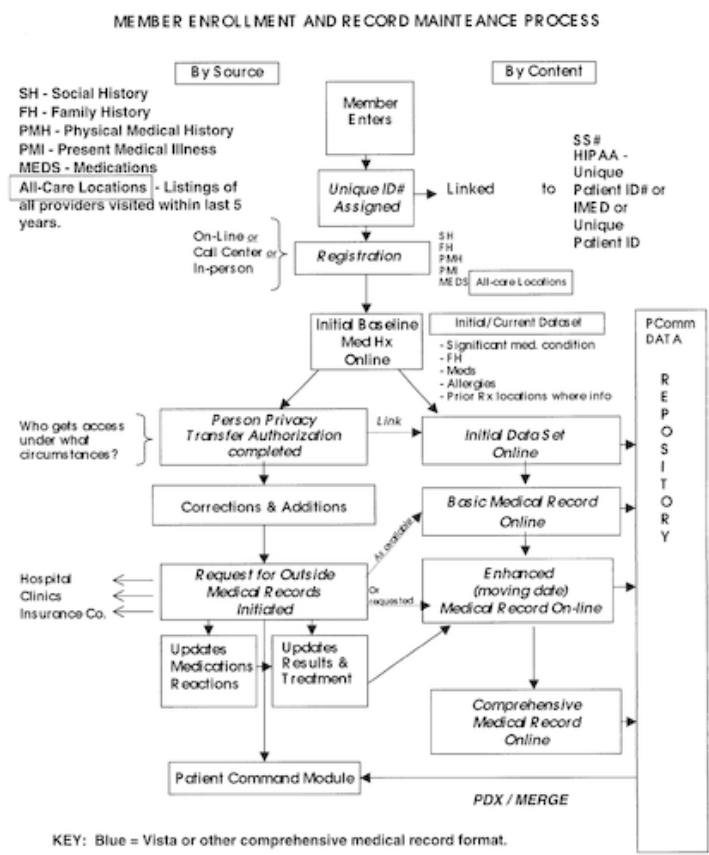 MEMBER ENROLLMENT AND RECORD MAINTEANCE PROCESS
By Source
By Content
SH - Social History
FH - Family History
PMH - Physical Medical History
PMI - Present Medical Illness
MEDS - Medications
All-Care Locations - Listings of
all providers visited within last 5
years.
Member
Enters
Unique ID#
Assigned
Linked to
SS#
HIPAA -
Unique
Patient ID# or
IMED or
Unique
Patient ID
On-Line or
Call Center or
In-person
Registration
SH
FH
PMH
PMI
MEDS All-care Locations
Initial Baseline
Med Hx
Online
Initial/Current Dataset
- Significant med. condition
- FH
- Meds
- Allergies
- Prior Rx locations where info
PComm
DATA
REPOSITORY
Who gets access
under what
circumstances?
Person Privacy
Transfer Authorization
completed
Link
Initial Data Set
Online
Corrections & Additions
Basic Medical Record
Online
As available
Hospital
Clinics
Insurance Co.
Request for Outside
Medical Records
Initiated
Or
requested
Enhanced
(moving date)
Medical Record On-line
Updates
Medications
Reactions
Updates
Results &
Treatment
Comprehensive
Medical Record
Online
Patient Command Module
PDX / MERGE
KEY: Blue = Vista or other comprehensive medical record format.